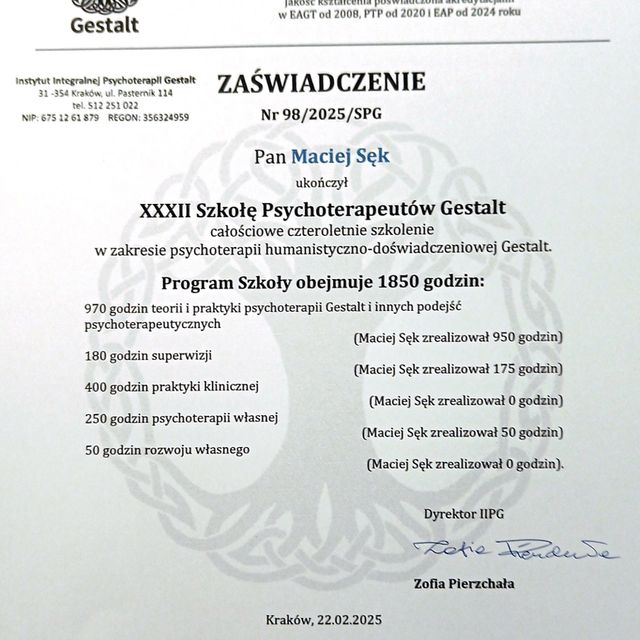 Gestalt
jakość kształcenia poświadczona akredytacjami
w EAGT od 2008, PTP od 2020 i EAP od 2024 roku
Instytut Integralnej Psychoterapii Gestalt
31 -354 Kraków, ul. Pasternik 114
tel. 512 251 022
NIP: 675 12 61 879 REGON: 356324959
ZAŚWIADCZENIE
Nr 98/2025/SPG
Pan Maciej Sęk
ukończył
XXXII Szkołę Psychoterapeutów Gestalt
całościowe czteroletnie szkolenie
w zakresie psychoterapii humanistyczno-doświadczeniowej Gestalt.
Program Szkoły obejmuje 1850 godzin:
970 godzin teorii i praktyki psychoterapii Gestalt i innych podejść
psychoterapeutycznych
(Maciej Sęk zrealizował 950 godzin)
180 godzin superwizji
(Maciej Sęk zrealizował 175 godzin)
400 godzin praktyki klinicznej
(Maciej Sęk zrealizował 0 godzin)
250 godzin psychoterapii własnej
(Maciej Sęk zrealizował 50 godzin)
50 godzin rozwoju własnego
(Maciej Sęk zrealizował 0 godzin).
Dyrektor IIPG
Zofia Pierzchała
Kraków, 22.02.2025